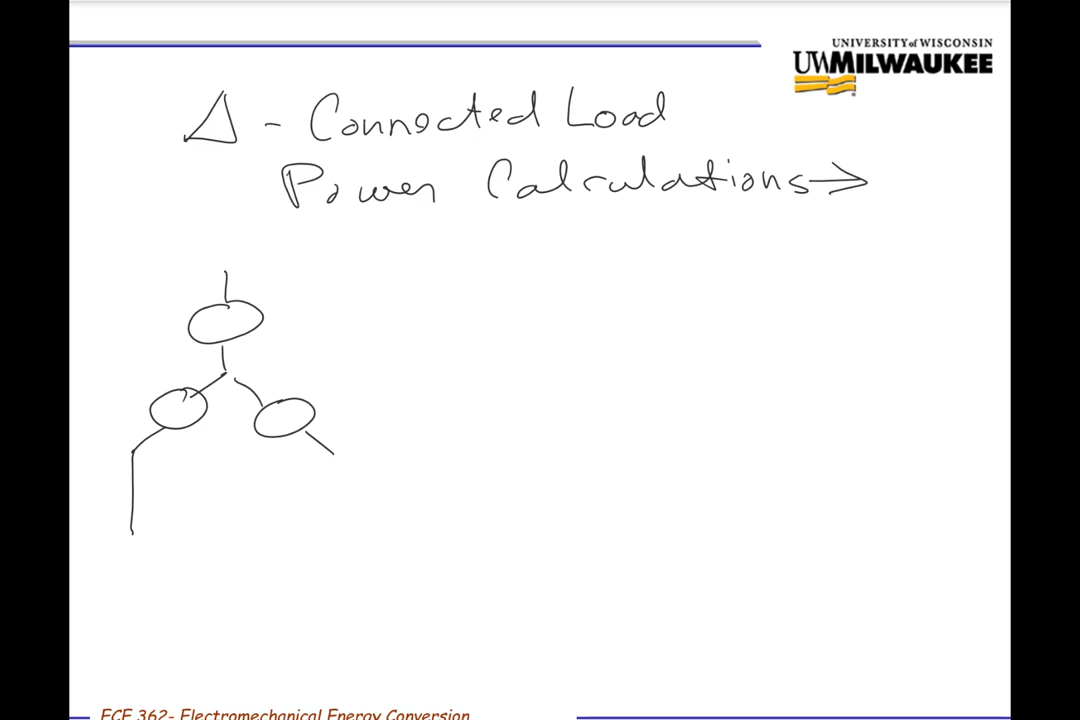 UNIVERSITY of WISCONSIN
UWMILWAUKEE
Δ - Connected Load
Power Calculations →
ECE 362- Electromechanical Energy Conversion